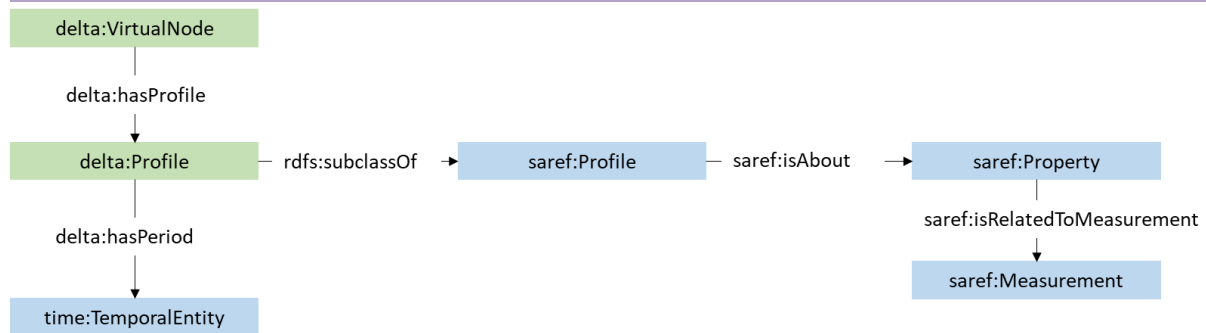 delta:VirtualNode
delta:hasProfile
delta:Profile
rdfs:subclassOf
saref:Profile
saref:isAbout
saref:Property
delta:hasPeriod
saref:isRelatedToMeasurement
saref:Measurement
time:TemporalEntity